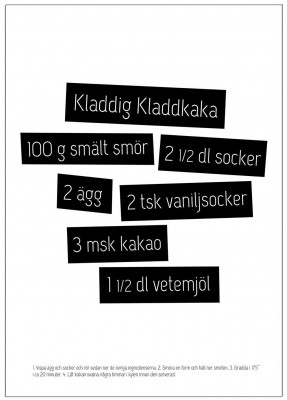 Kladdig Kladdkaka
100 g smält smör
2 1/2 dl socker
2 ägg
2 tsk vaniljsocker
3 msk kakao
1 1/2 dl vetemjöl
1. Vispa ägg och socker och rör sedan ner de övriga ingredienserna. 2. Smöra en form och häll ner smeten. 3. Grädda i 175°
i ca 20 minuter. 4. Låt kakan svalna några timmar i kylen innan den serveras!